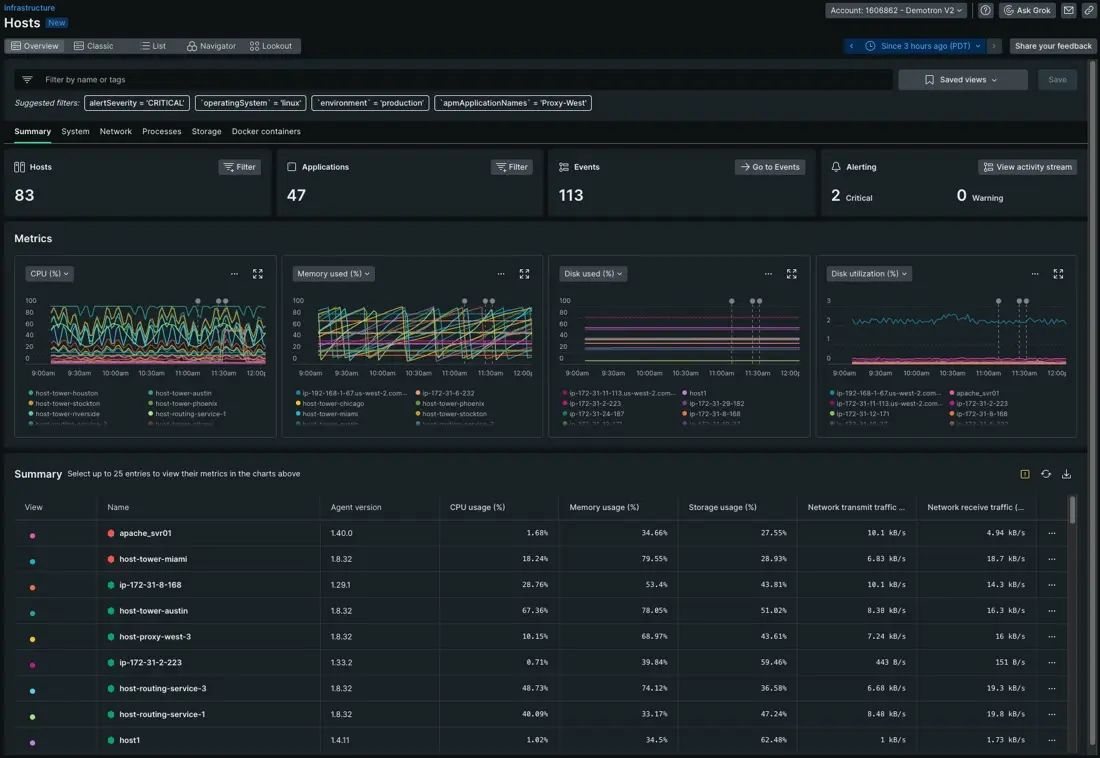 Infrastructure
Hosts New
Account: 1606862 - Demotron V2
Ask Grok
Overview
Classic
List
Navigator
Lookout
Since 3 hours ago (PDT)
Share your feedback
Filter by name or tags
Saved views
Save
Suggested filters: alertSeverity = 'CRITICAL' `operatingSystem` = 'linux' `environment` = 'production' `apmApplicationNames` = 'Proxy-West'
Summary System Network Processes Storage Docker containers
Hosts Filter
83
Applications Filter
47
Events Go to Events
113
Alerting View activity stream
2 Critical 0 Warning
Metrics
CPU (%)
100
80
60
40
20
0
9:00am 9:30am 10:00am 10:30am 11:00am 11:30am 12:00p
host-tower-houston host-tower-austin
host-tower-stockton host-tower-phoenix
host-tower-riverside host-routing-service-1
Memory used (%)
100
80
60
40
20
0
9:00am 9:30am 10:00am 10:30am 11:00am 11:30am 12:00p
ip-192-168-1-67.us-west-2.com... ip-172-31-6-232
host-tower-chicago host-tower-phoenix
host-tower-miami host-tower-stockton
Disk used (%)
100
80
60
40
20
0
9:00am 9:30am 10:00am 10:30am 11:00am 11:30am 12:00p
ip-172-31-11-113.us-west-2.com... host1
ip-172-31-2-223 ip-172-31-29-182
ip-172-31-24-187 ip-172-31-8-168
Disk utilization (%)
3
2
1
0
9:00am 9:30am 10:00am 10:30am 11:00am 11:30am 12:00p
ip-192-168-1-67.us-west-2.com... apache_svr01
ip-172-31-11-113.us-west-2.com... ip-172-31-2-223
ip-172-31-12-171 ip-172-31-8-168
Summary Select up to 25 entries to view their metrics in the charts above
View Name Agent version CPU usage (%) Memory usage (%) Storage usage (%) Network transmit traffic ... Network receive traffic (...
apache_svr01 1.40.0 1.68% 34.66% 27.55% 10.1 kB/s 4.94 kB/s
host-tower-miami 1.8.32 18.24% 79.55% 28.93% 6.83 kB/s 18.7 kB/s
ip-172-31-8-168 1.29.1 28.76% 53.4% 43.81% 10.1 kB/s 14.3 kB/s
host-tower-austin 1.8.32 67.36% 78.05% 51.02% 8.38 kB/s 16.3 kB/s
host-proxy-west-3 1.8.32 10.15% 68.97% 43.61% 7.24 kB/s 16 kB/s
ip-172-31-2-223 1.33.2 0.71% 39.84% 59.46% 443 B/s 151 B/s
host-routing-service-3 1.8.32 48.73% 74.12% 36.58% 6.68 kB/s 19.3 kB/s
host-routing-service-1 1.8.32 40.09% 33.17% 47.24% 8.48 kB/s 19.8 kB/s
host1 1.4.11 1.02% 34.5% 62.48% 1 kB/s 1.73 kB/s